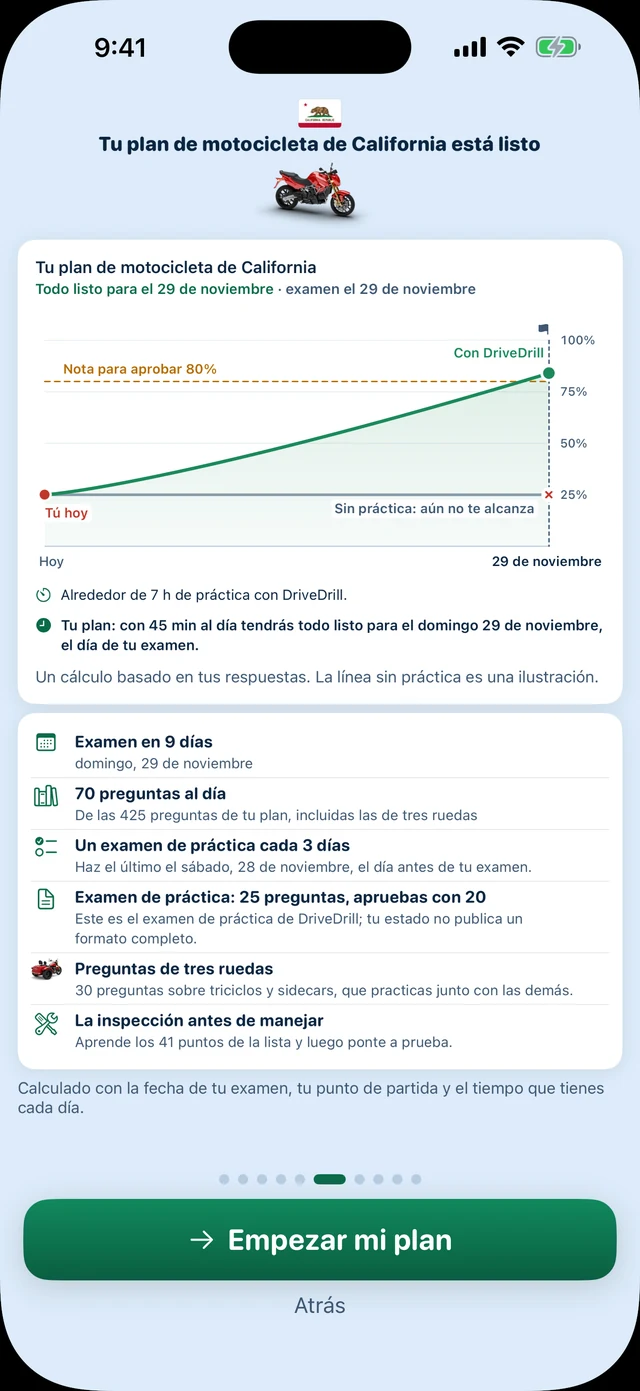 9:41
Tu plan de motocicleta de California está listo
Tu plan de motocicleta de California
Todo listo para el 29 de noviembre · examen el 29 de noviembre
100%
Con DriveDrill
Nota para aprobar 80%
75%
50%
25%
Tú hoy
Sin práctica: aún no te alcanza
Hoy
29 de noviembre
Alrededor de 7 h de práctica con DriveDrill.
Tu plan: con 45 min al día tendrás todo listo para el domingo 29 de noviembre,
el día de tu examen.
Un cálculo basado en tus respuestas. La línea sin práctica es una ilustración.
Examen en 9 días
domingo, 29 de noviembre
70 preguntas al día
De las 425 preguntas de tu plan, incluidas las de tres ruedas
Un examen de práctica cada 3 días
Haz el último el sábado, 28 de noviembre, el día antes de tu examen.
Examen de práctica: 25 preguntas, apruebas con 20
Este es el examen de práctica de DriveDrill; tu estado no publica un
formato completo.
Preguntas de tres ruedas
30 preguntas sobre triciclos y sidecars, que practicas junto con las demás.
La inspección antes de manejar
Aprende los 41 puntos de la lista y luego ponte a prueba.
Calculado con la fecha de tu examen, tu punto de partida y el tiempo que tienes
cada día.
→ Empezar mi plan
Atrás